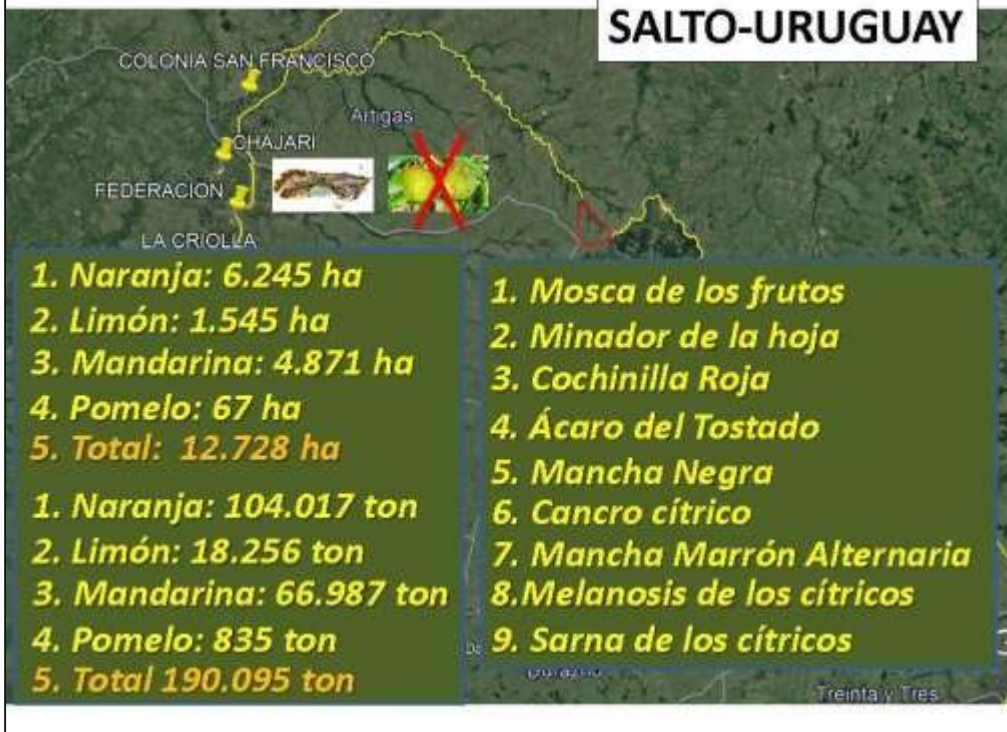 SALTO-URUGUAY
COLONIA SAN FRANCISCO
Artigas
CHAJARI
FEDERACION
LA CRIOLLA
1. Naranja: 6.245 ha
2. Limón: 1.545 ha
3. Mandarina: 4.871 ha
4. Pomelo: 67 ha
5. Total: 12.728 ha
1. Naranja: 104.017 ton
2. Limón: 18.256 ton
3. Mandarina: 66.987 ton
4. Pomelo: 835 ton
5. Total 190.095 ton
1. Mosca de los frutos
2. Minador de la hoja
3. Cochinilla Roja
4. Ácaro del Tostado
5. Mancha Negra
6. Cancro cítrico
7. Mancha Marrón Alternaria
8.Melanosis de los cítricos
9. Sarna de los cítricos
Treinta y Tres